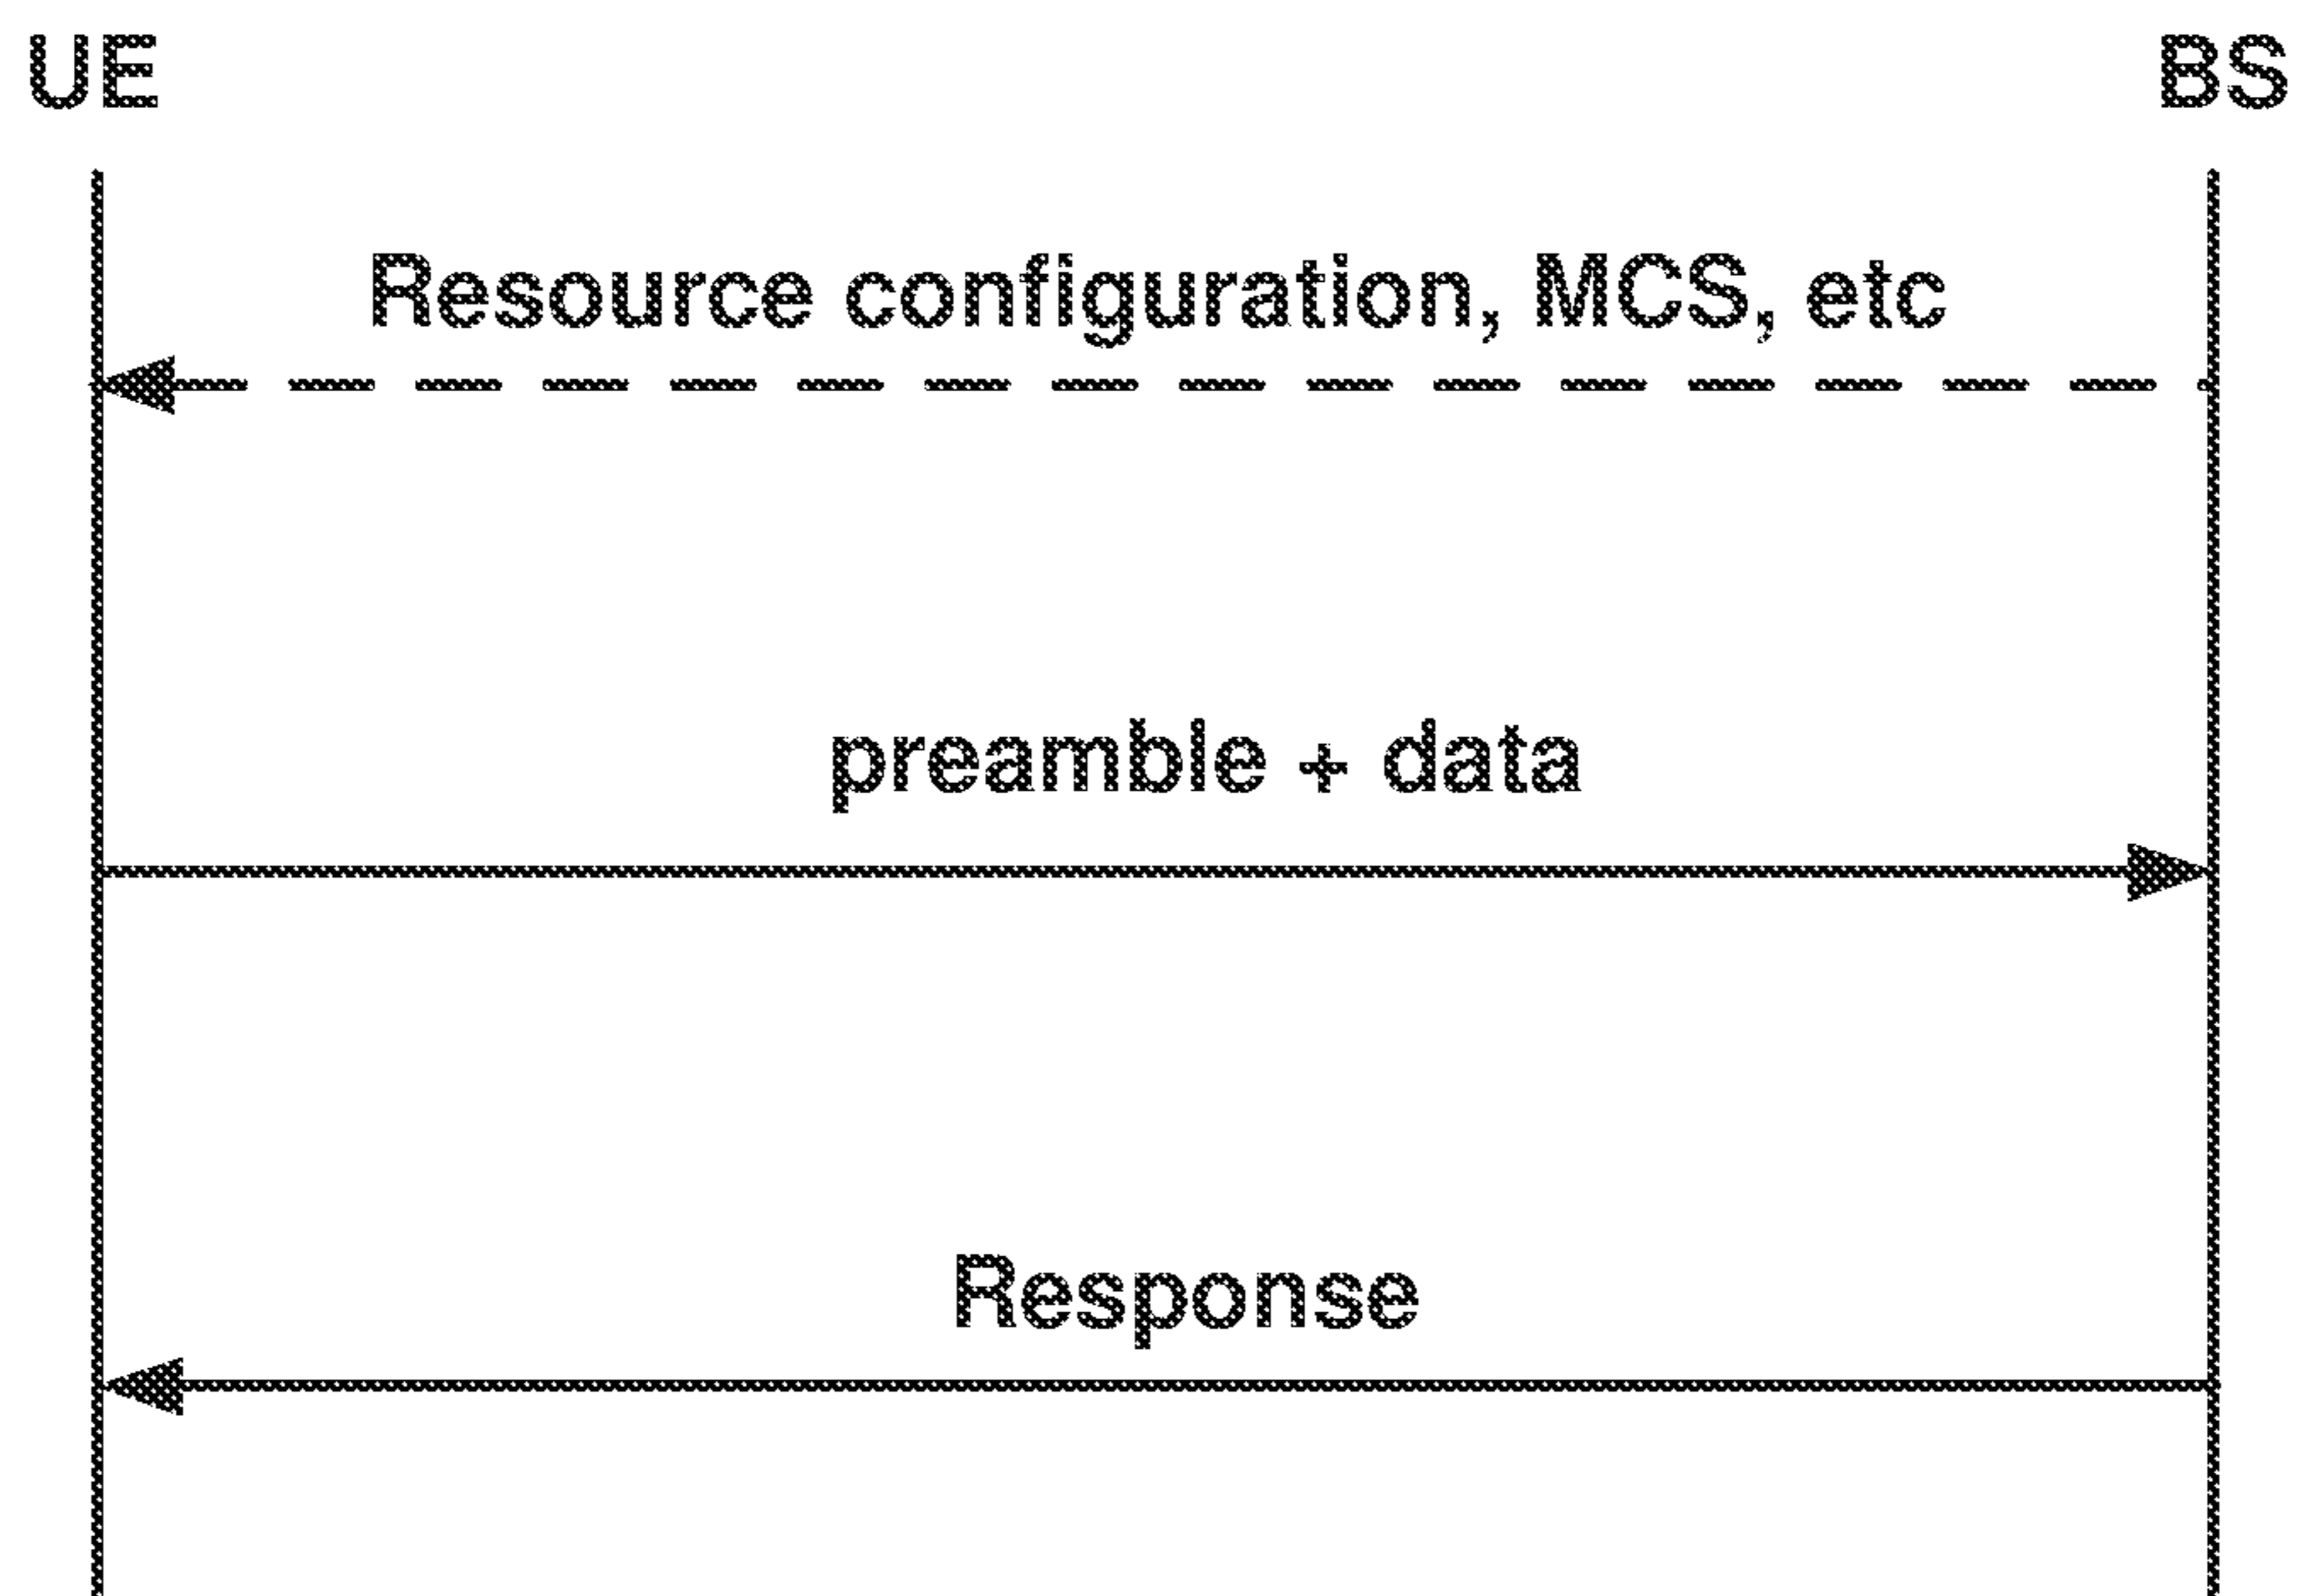 UE BS
Resource configuration, MCS, etc
preamble + data
Response